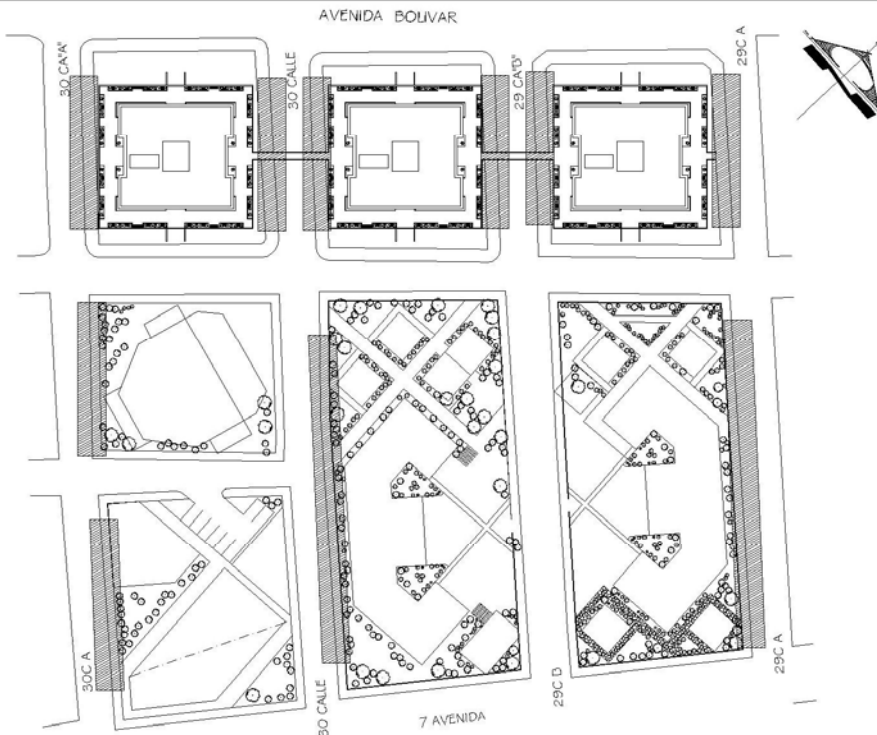 AVENIDA BOLIVAR
30 CA"A"
30 CALLE
29 CA"B"
29C A
30C A
30 CALLE
7 AVENIDA
29C B
29C A